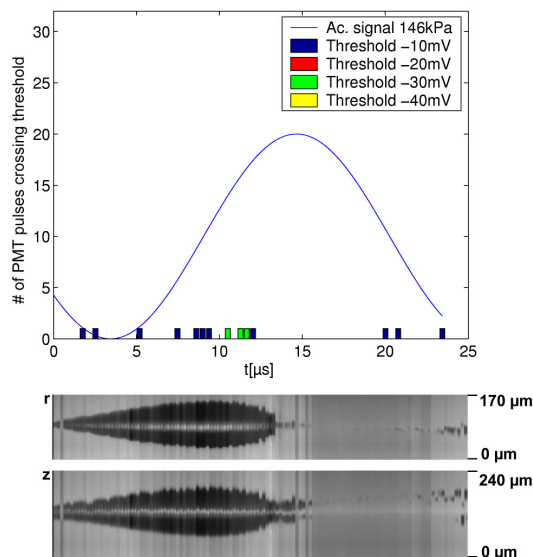 Ac. signal 146kPa
Threshold −10mV
Threshold −20mV
Threshold −30mV
Threshold −40mV
# of PMT pulses crossing threshold
30
25
20
15
10
5
0
0 5 10 15 20 25
t[µs]
r
170 µm
0 µm
z
240 µm
0 µm